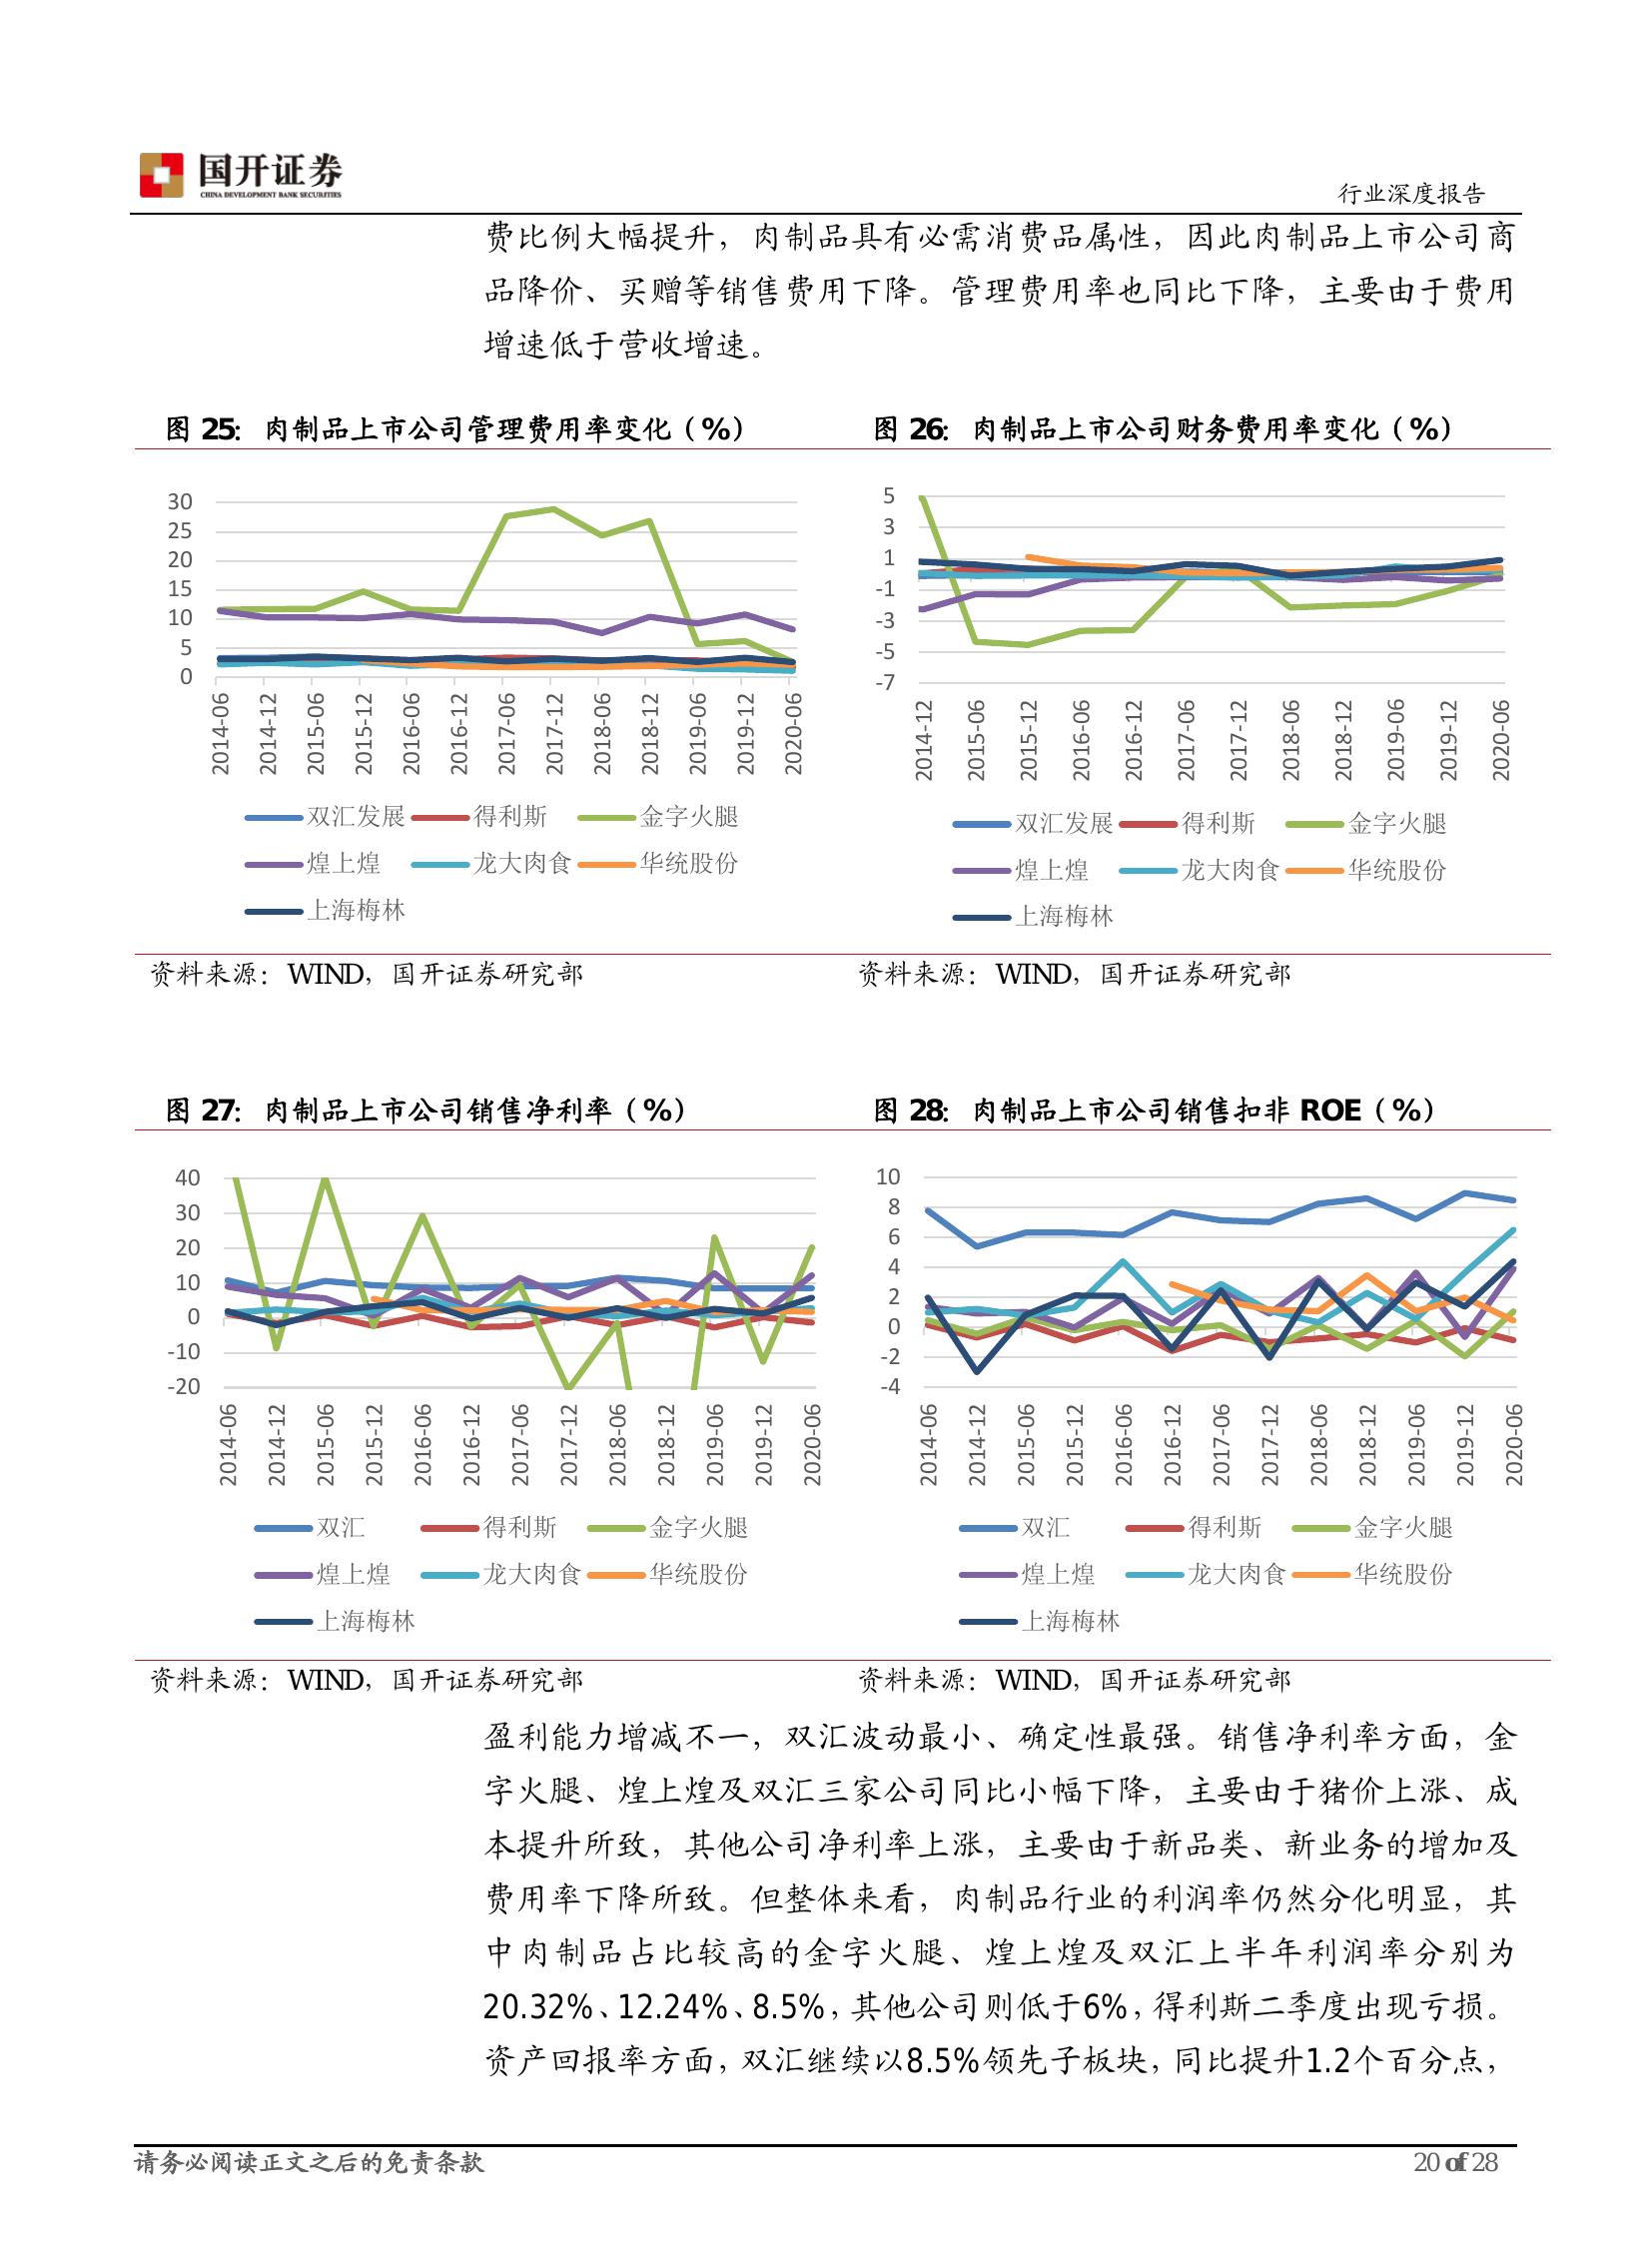 国开证券
CHINA DEVELOPMENT BANK SECURITIES
行业深度报告
费比例大幅提升，肉制品具有必需消费品属性，因此肉制品上市公司商
品降价、买赠等销售费用下降。管理费用率也同比下降，主要由于费用
增速低于营收增速。
图 25：肉制品上市公司管理费用率变化（%）
30
25
20
15
10
5
0
2014-06
2014-12
2015-06
2015-12
2016-06
2016-12
2017-06
2017-12
2018-06
2018-12
2019-06
2019-12
2020-06
双汇发展 得利斯 金字火腿
煌上煌 龙大肉食 华统股份
上海梅林
资料来源：WIND，国开证券研究部
图 26：肉制品上市公司财务费用率变化（%）
5
3
1
-1
-3
-5
-7
2014-12
2015-06
2015-12
2016-06
2016-12
2017-06
2017-12
2018-06
2018-12
2019-06
2019-12
2020-06
双汇发展 得利斯 金字火腿
煌上煌 龙大肉食 华统股份
上海梅林
资料来源：WIND，国开证券研究部
图 27：肉制品上市公司销售净利率（%）
40
30
20
10
0
-10
-20
2014-06
2014-12
2015-06
2015-12
2016-06
2016-12
2017-06
2017-12
2018-06
2018-12
2019-06
2019-12
2020-06
双汇 得利斯 金字火腿
煌上煌 龙大肉食 华统股份
上海梅林
资料来源：WIND，国开证券研究部
图 28：肉制品上市公司销售扣非 ROE（%）
10
8
6
4
2
0
-2
-4
2014-06
2014-12
2015-06
2015-12
2016-06
2016-12
2017-06
2017-12
2018-06
2018-12
2019-06
2019-12
2020-06
双汇 得利斯 金字火腿
煌上煌 龙大肉食 华统股份
上海梅林
资料来源：WIND，国开证券研究部
盈利能力增减不一，双汇波动最小、确定性最强。销售净利率方面，金
字火腿、煌上煌及双汇三家公司同比小幅下降，主要由于猪价上涨、成
本提升所致，其他公司净利率上涨，主要由于新品类、新业务的增加及
费用率下降所致。但整体来看，肉制品行业的利润率仍然分化明显，其
中肉制品占比较高的金字火腿、煌上煌及双汇上半年利润率分别为
20.32%、12.24%、8.5%，其他公司则低于6%，得利斯二季度出现亏损。
资产回报率方面，双汇继续以8.5%领先子板块，同比提升1.2个百分点，
请务必阅读正文之后的免责条款
20 of 28